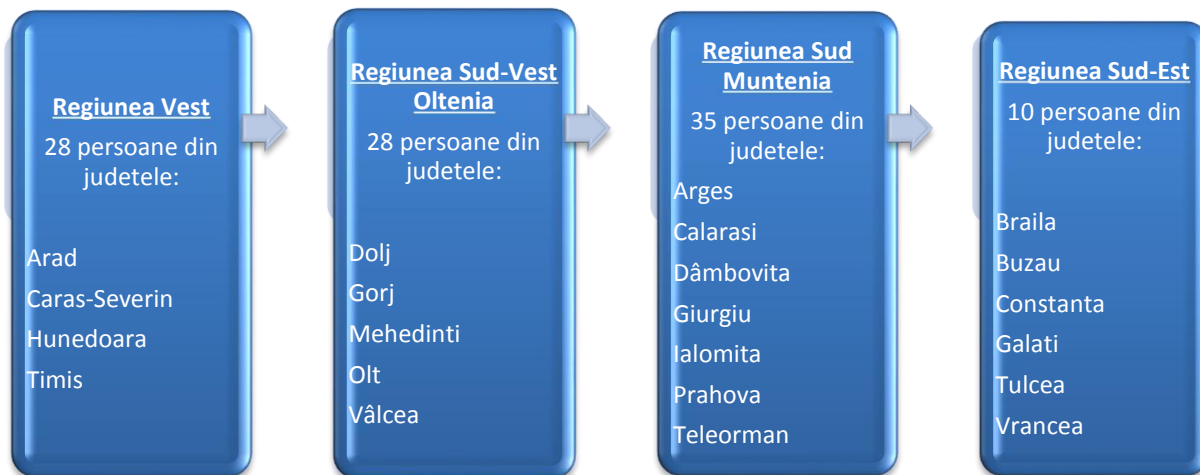 Regiunea Vest
28 persoane din
judetele:
Arad
Caras-Severin
Hunedoara
Timis
Regiunea Sud-Vest
Oltenia
28 persoane din
judetele:
Dolj
Gorj
Mehedinti
Olt
Vâlcea
Regiunea Sud
Muntenia
35 persoane din
judetele:
Arges
Calarasi
Dâmbovita
Giurgiu
Ialomita
Prahova
Teleorman
Regiunea Sud-Est
10 persoane din
judetele:
Braila
Buzau
Constanta
Galati
Tulcea
Vrancea